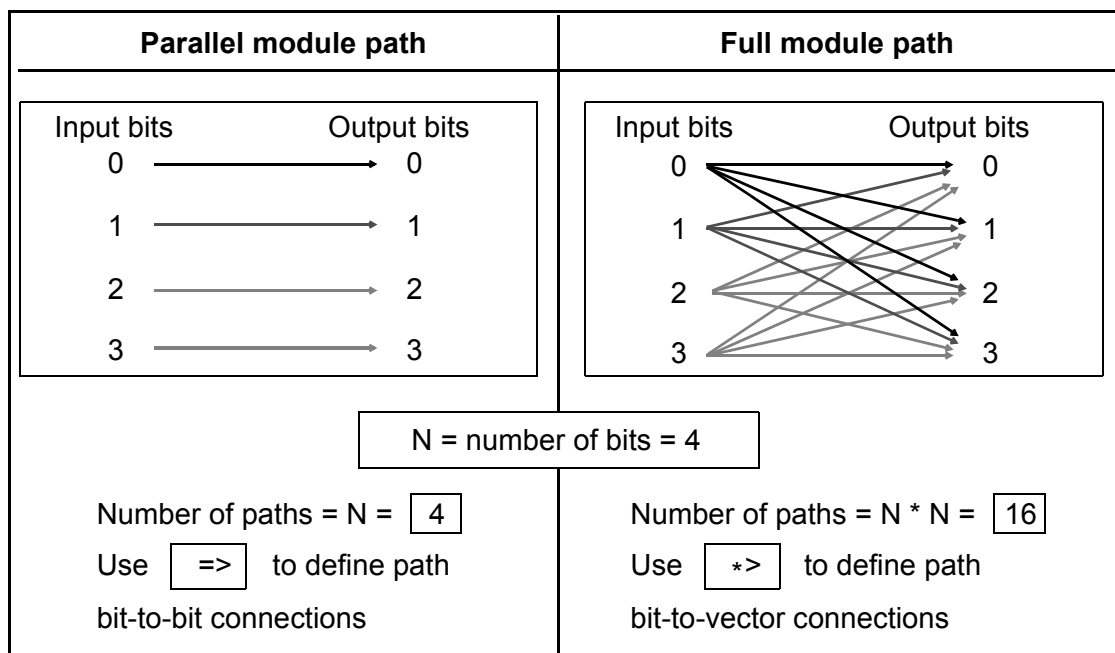 Parallel module path
Full module path
Input bits Output bits
0 0
1 1
2 2
3 3
Input bits Output bits
0 0
1 1
2 2
3 3
N = number of bits = 4
Number of paths = N = 4
Use => to define path
bit-to-bit connections
Number of paths = N * N = 16
Use *> to define path
bit-to-vector connections